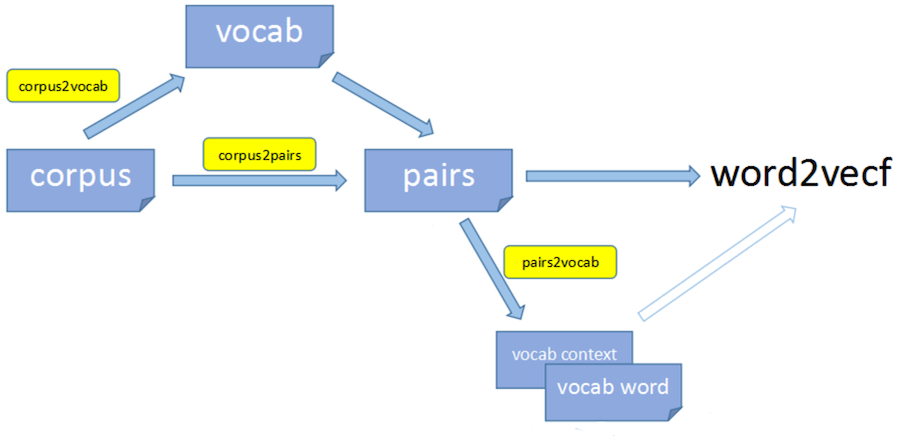 vocab
corpus2vocab
corpus2pairs
corpus
pairs
word2vecf
pairs2vocab
vocab context
vocab word